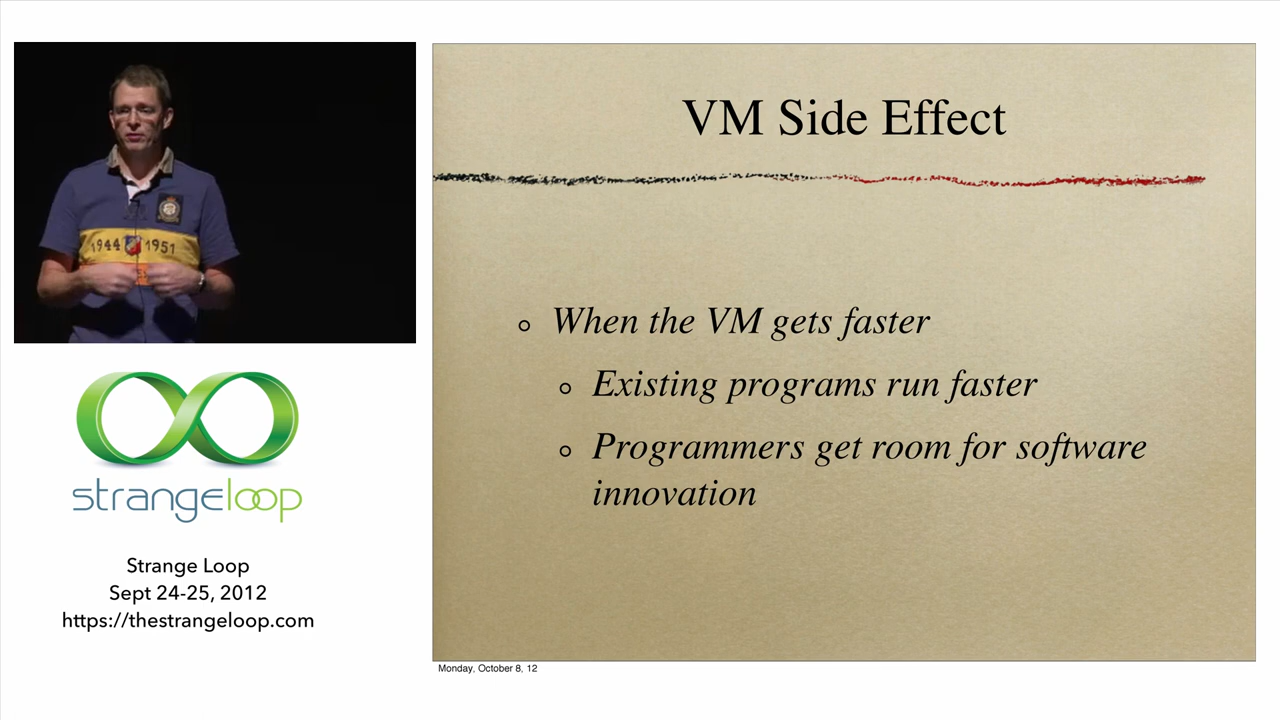 1944 1951
strangeloop
Strange Loop
Sept 24-25, 2012
https://thestrangeloop.com
VM Side Effect
When the VM gets faster
Existing programs run faster
Programmers get room for software
innovation
Monday, October 8, 12